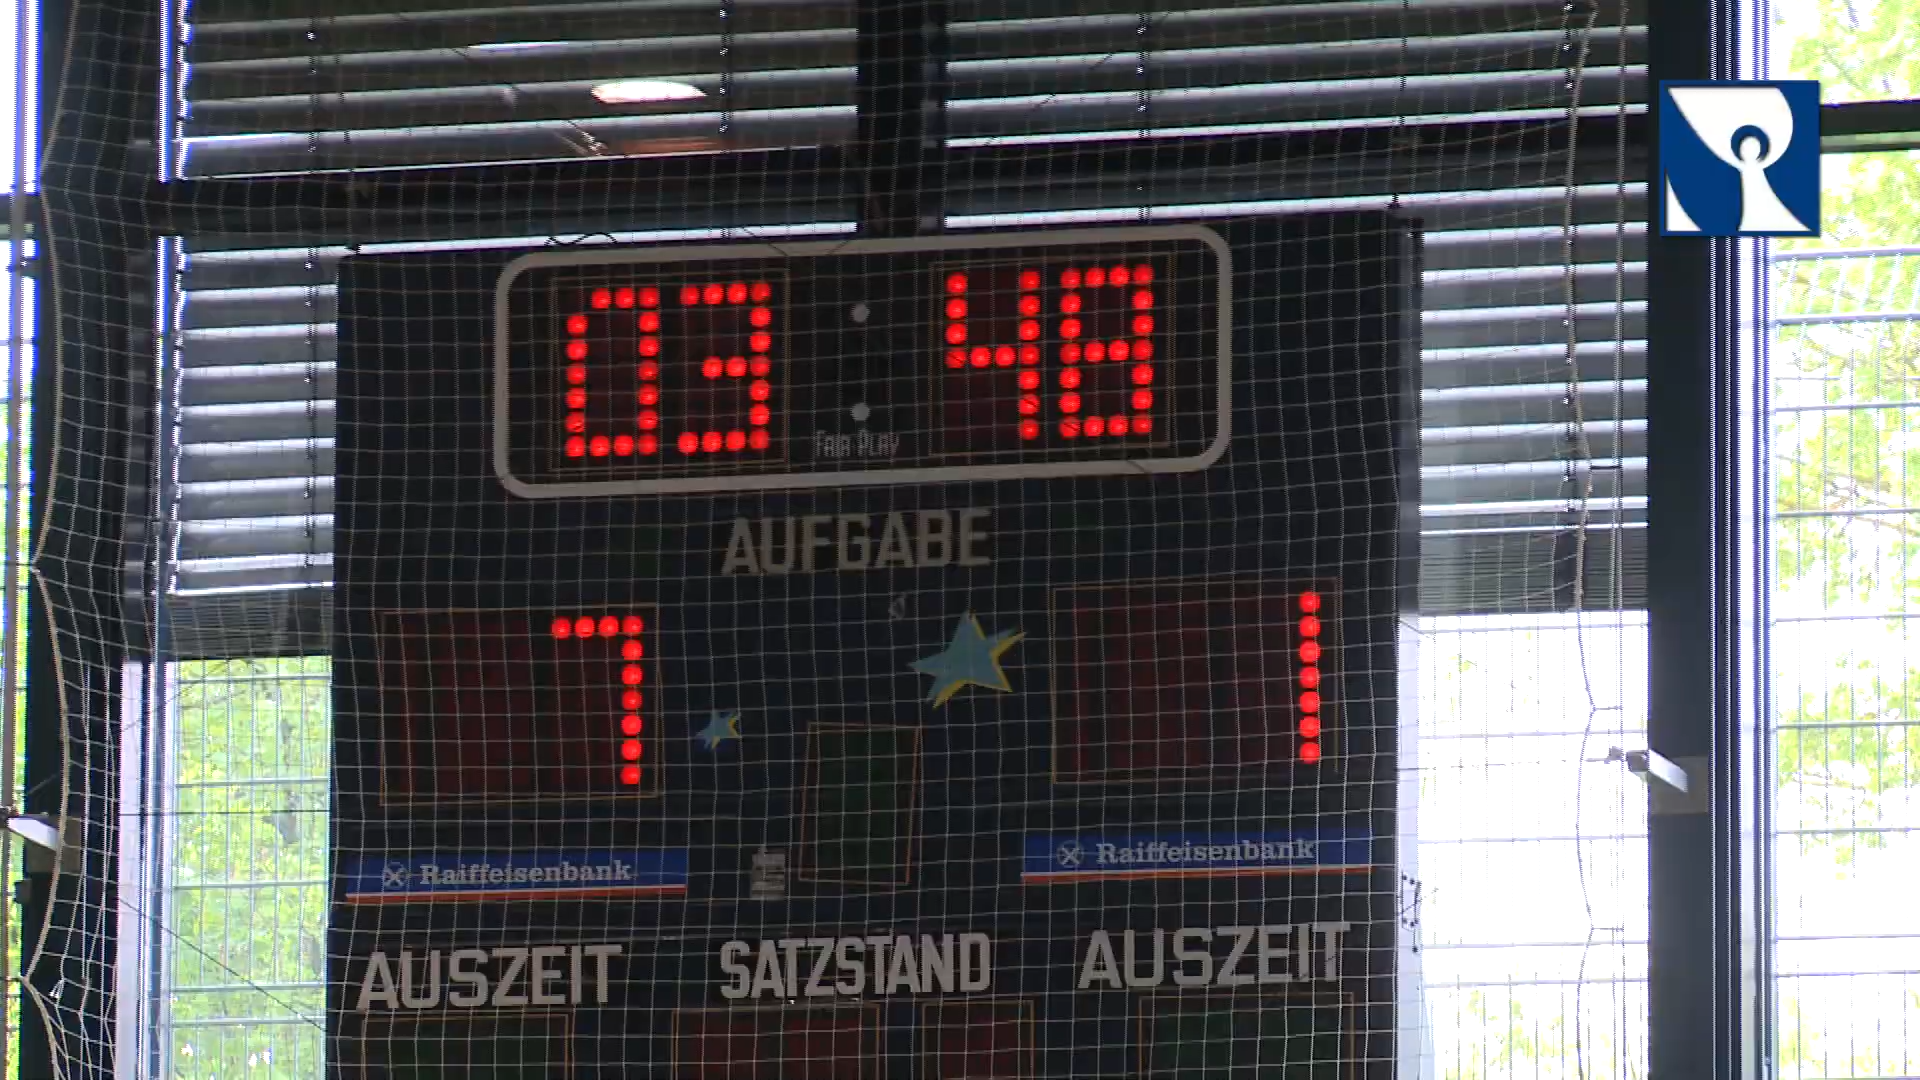 03:48
FAIR PLAY
AUFGABE
7 1
Raiffeisenbank Raiffeisenbank
AUSZEIT SATZSTAND AUSZEIT